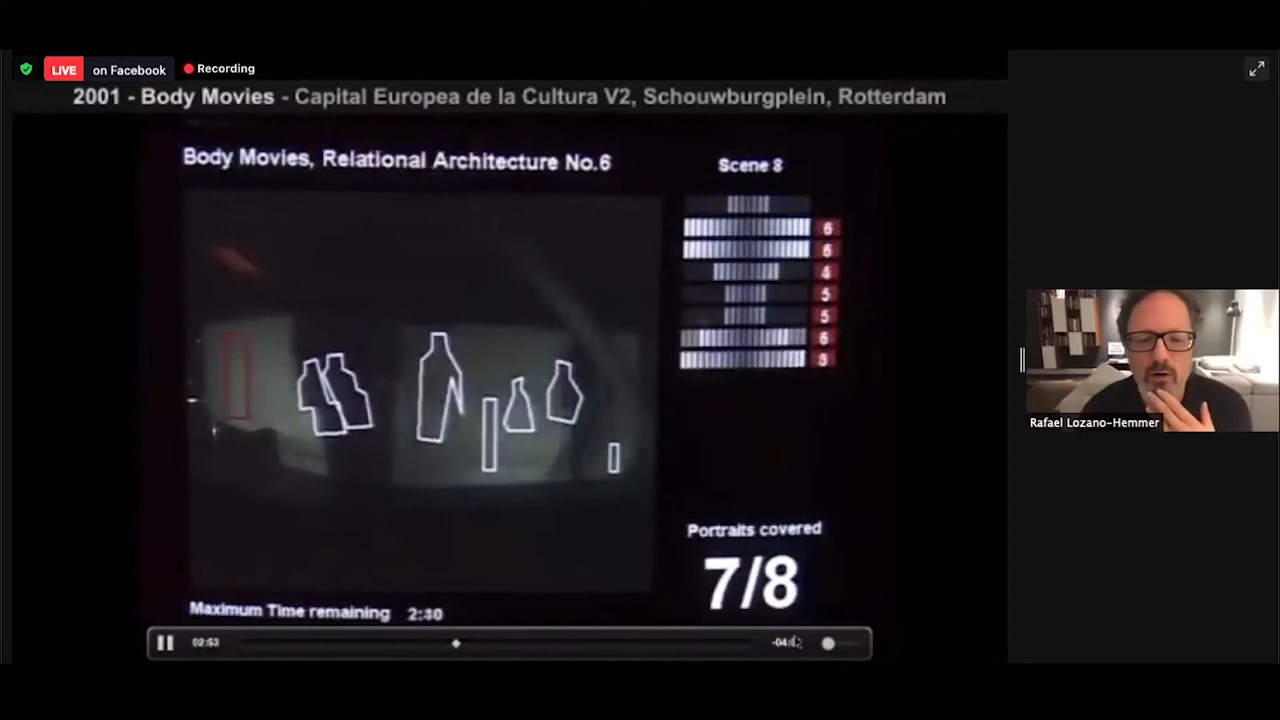 LIVE on Facebook Recording
2001 - Body Movies - Capital Europea de la Cultura V2, Schouwburgplein, Rotterdam
Body Movies, Relational Architecture No.6
Scene 8
6
6
4
5
5
6
3
Portraits covered
7/8
Maximum Time remaining 2:40
02:53
Rafael Lozano-Hemmer